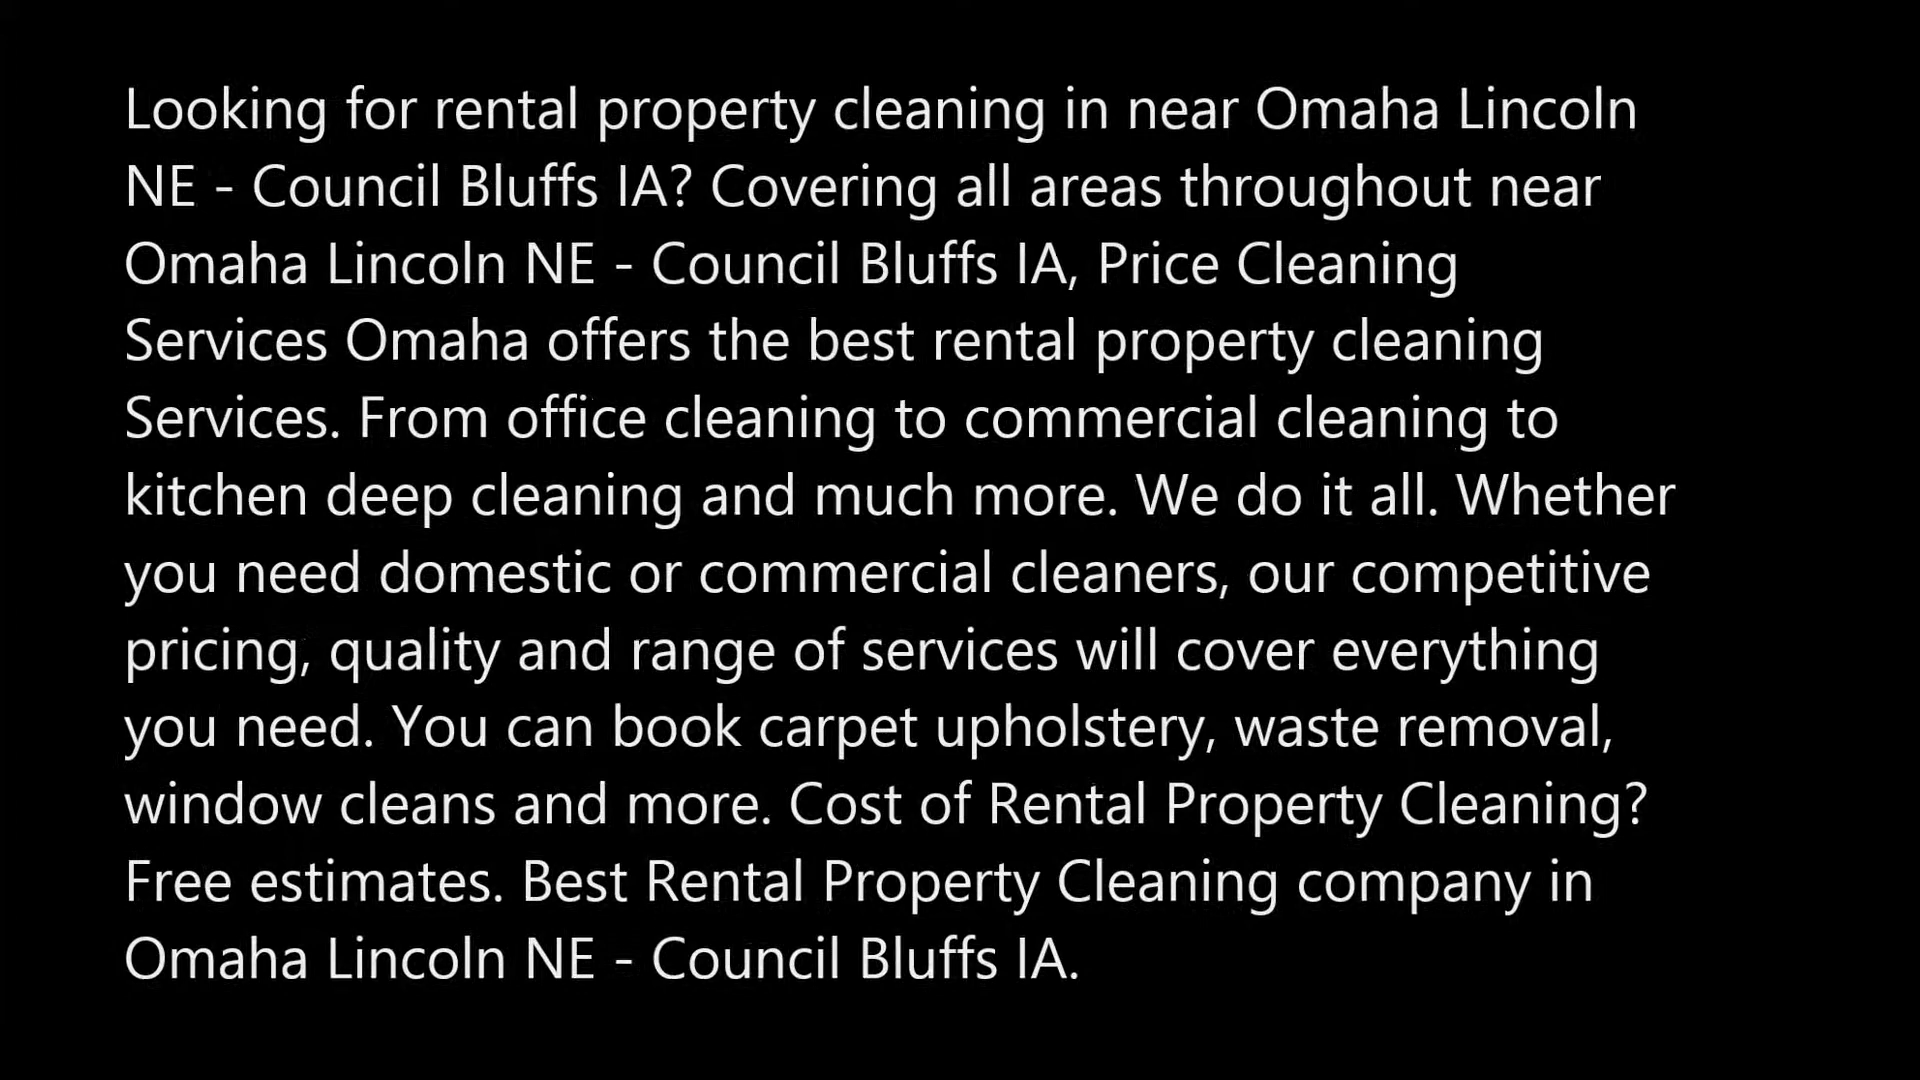 Looking for rental property cleaning in near Omaha Lincoln
NE - Council Bluffs IA? Covering all areas throughout near
Omaha Lincoln NE - Council Bluffs IA, Price Cleaning
Services Omaha offers the best rental property cleaning
Services. From office cleaning to commercial cleaning to
kitchen deep cleaning and much more. We do it all. Whether
you need domestic or commercial cleaners, our competitive
pricing, quality and range of services will cover everything
you need. You can book carpet upholstery, waste removal,
window cleans and more. Cost of Rental Property Cleaning?
Free estimates. Best Rental Property Cleaning company in
Omaha Lincoln NE - Council Bluffs IA.